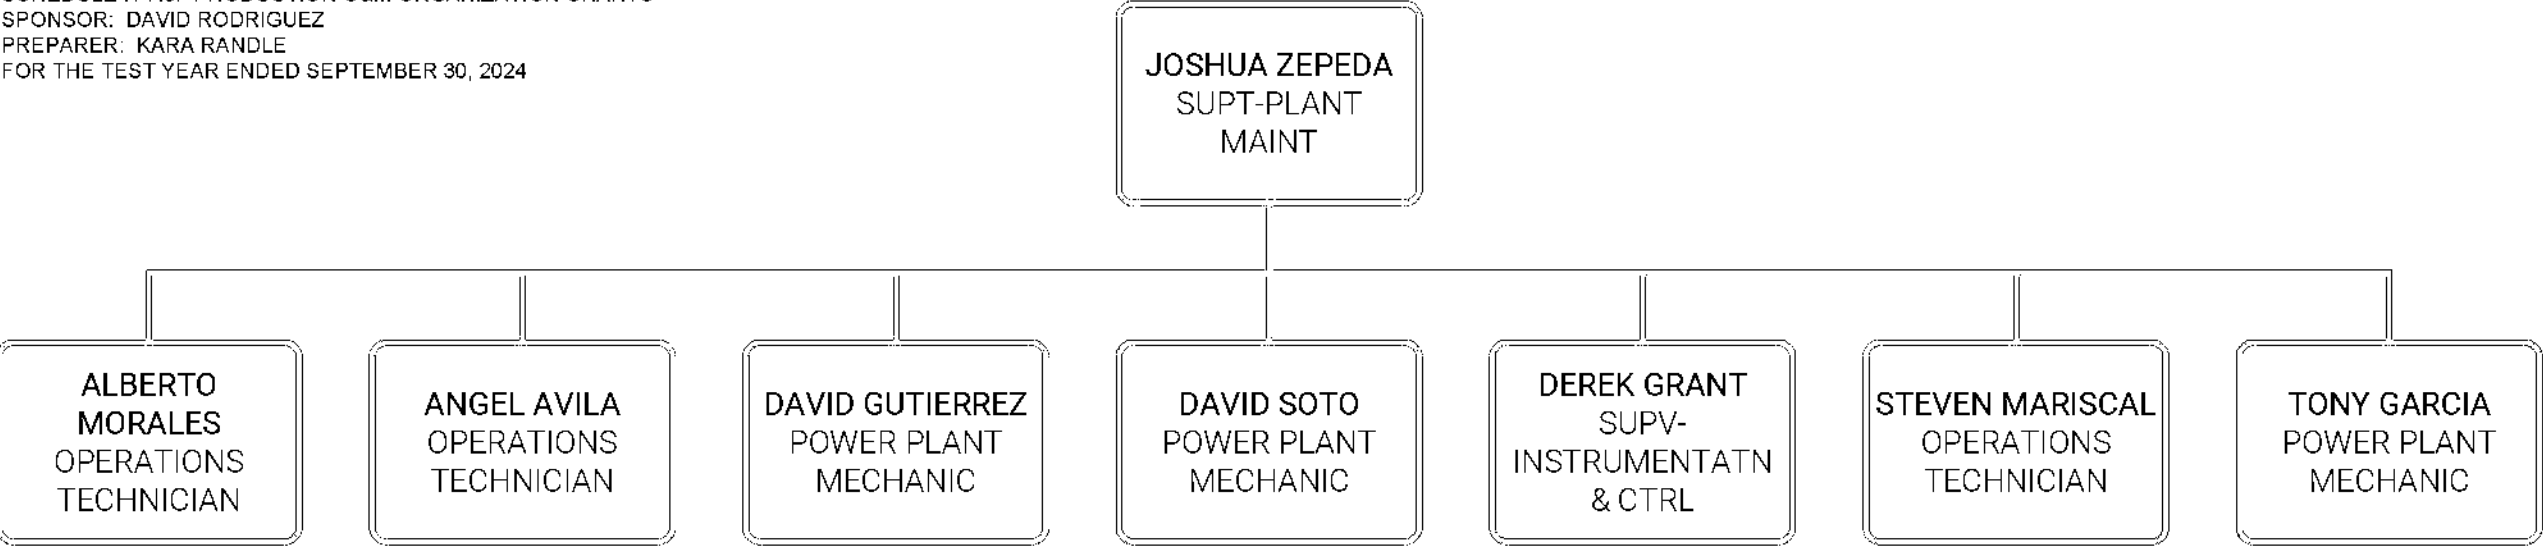 SPONSOR: DAVID RODRIGUEZ
PREPARER: KARA RANDLE
FOR THE TEST YEAR ENDED SEPTEMBER 30, 2024
JOSHUA ZEPEDA
SUPT-PLANT
MAINT
ALBERTO
MORALES
OPERATIONS
TECHNICIAN
ANGEL AVILA
OPERATIONS
TECHNICIAN
DAVID GUTIERREZ
POWER PLANT
MECHANIC
DAVID SOTO
POWER PLANT
MECHANIC
DEREK GRANT
SUPV-
INSTRUMENTATN
& CTRL
STEVEN MARISCAL
OPERATIONS
TECHNICIAN
TONY GARCIA
POWER PLANT
MECHANIC